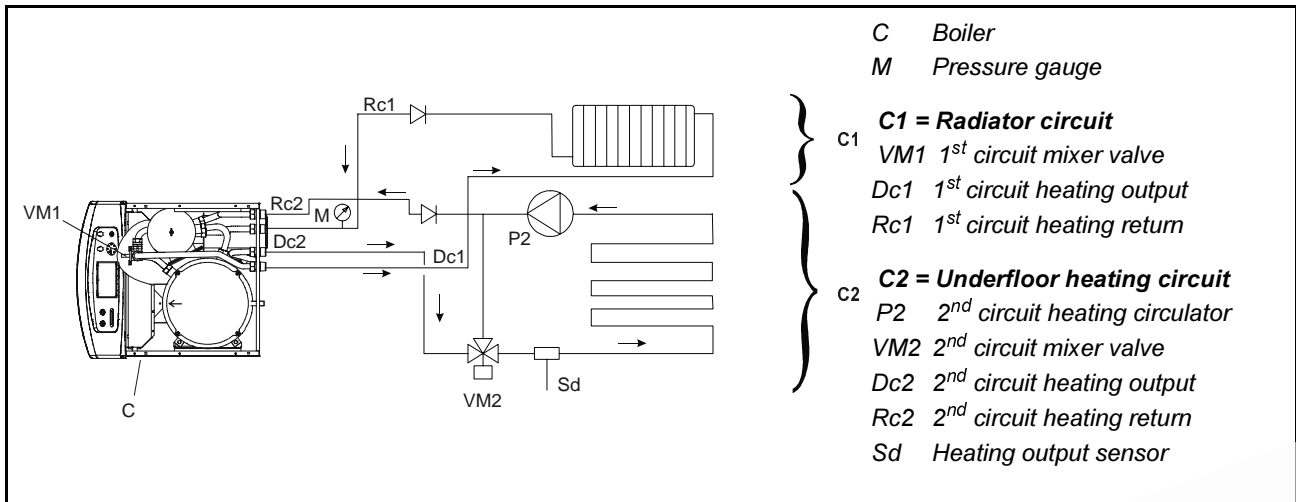 Rc1
Rc2
M
VM1
Dc2
P2
Dc1
Sd
VM2
C
C Boiler
M Pressure gauge
C1
C1 = Radiator circuit
VM1 1st circuit mixer valve
Dc1 1st circuit heating output
Rc1 1st circuit heating return
C2
C2 = Underfloor heating circuit
P2 2nd circuit heating circulator
VM2 2nd circuit mixer valve
Dc2 2nd circuit heating output
Rc2 2nd circuit heating return
Sd Heating output sensor